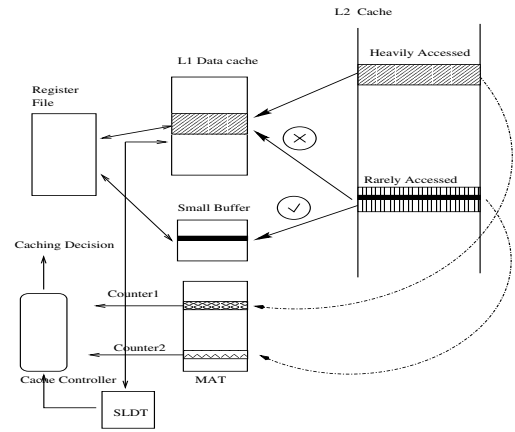 L2 Cache
Heavily Accessed
L1 Data cache
Register
File
Rarely Accessed
Small Buffer
Caching Decision
Counter1
Counter2
Cache Controller
MAT
SLDT